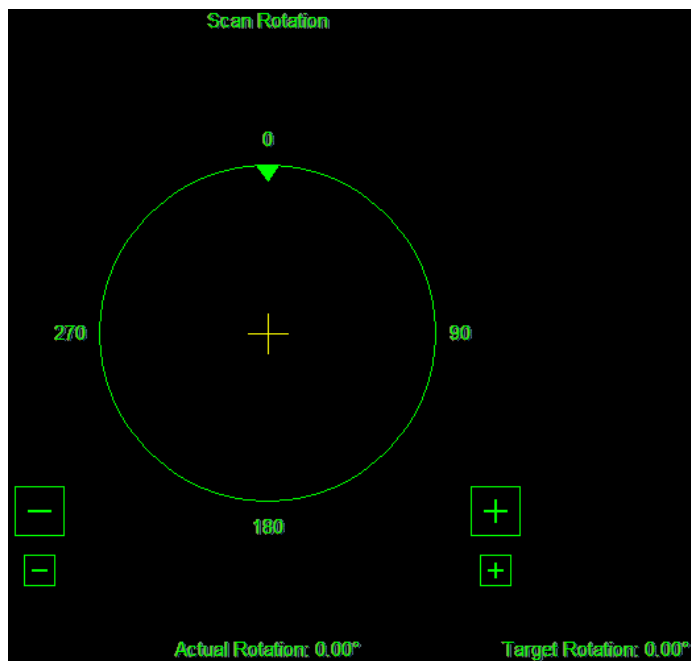 Scan Rotation
0
270
90
180
Actual Rotation: 0.00°
Target Rotation: 0.00°